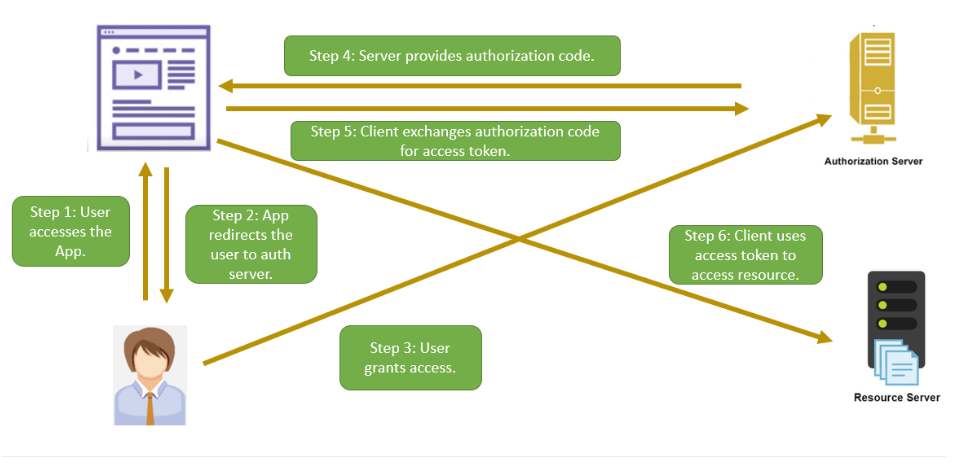 Step 4: Server provides authorization code.
Step 5: Client exchanges authorization code
for access token.
Authorization Server
Step 1: User
accesses the
App.
Step 2: App
redirects the
user to auth
server.
Step 6: Client uses
access token to
access resource.
Step 3: User
grants access.
Resource Server